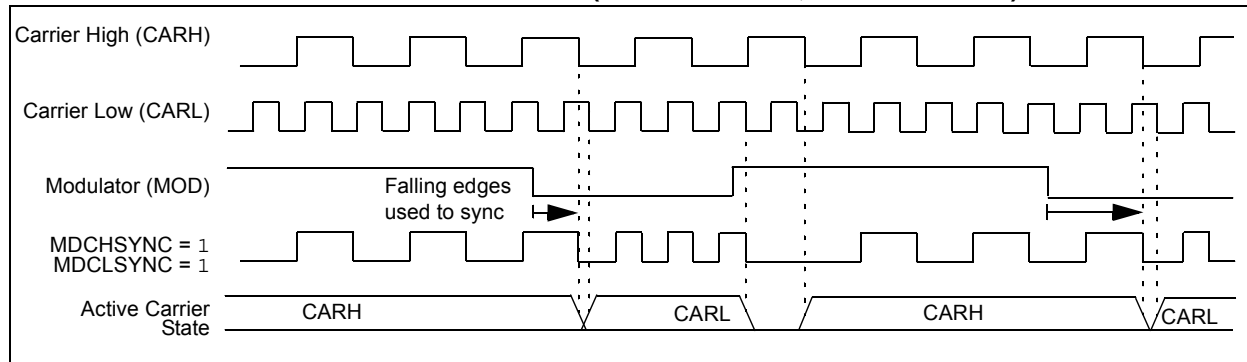 Carrier High (CARH)
Carrier Low (CARL)
Modulator (MOD)
Falling edges
used to sync
MDCHSYNC = 1
MDCLSYNC = 1
Active Carrier
State
CARH
CARL
CARH
CARL